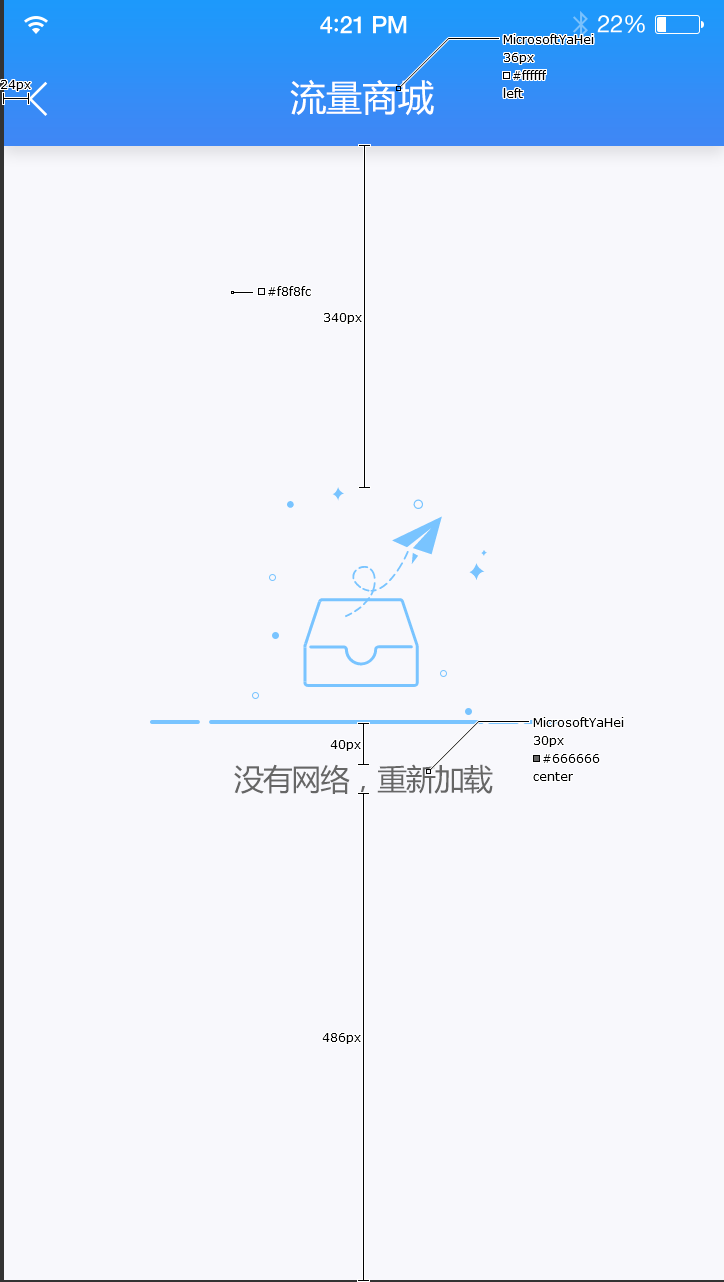 4:21 PM
22%
MicrosoftYaHei
36px
#ffffff
left
24px
流量商城
#f8f8fc
340px
MicrosoftYaHei
30px
#666666
center
40px
没有网络，重新加载
486px